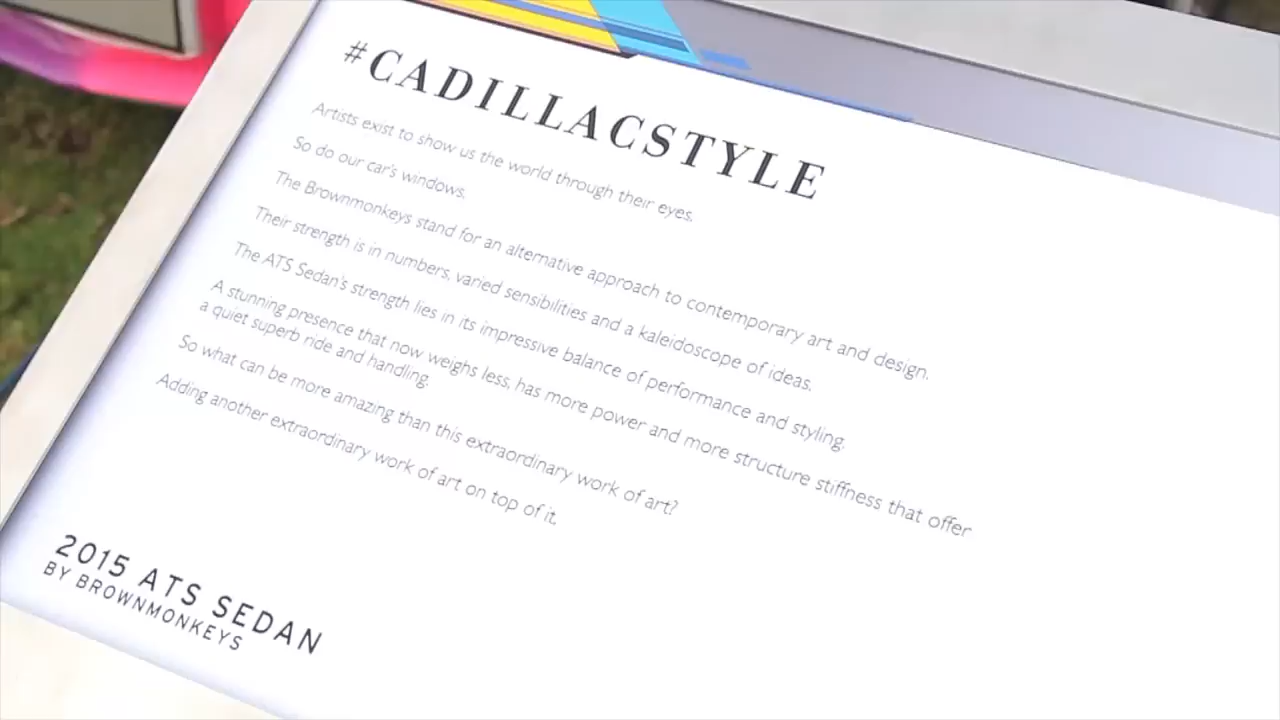 #CADILLACSTYLE
Artists exist to show us the world through their eyes.
So do our car's windows.
The Brownmonkeys stand for an alternative approach to contemporary art and design.
Their strength is in numbers, varied sensibilities and a kaleidoscope of ideas.
The ATS Sedan's strength lies in its impressive balance of performance and styling.
A stunning presence that now weighs less, has more power and more structure stiffness that offer
a quiet superb ride and handling.
So what can be more amazing than this extraordinary work of art?
Adding another extraordinary work of art on top of it.
2015 ATS SEDAN
BY BROWNMONKEYS